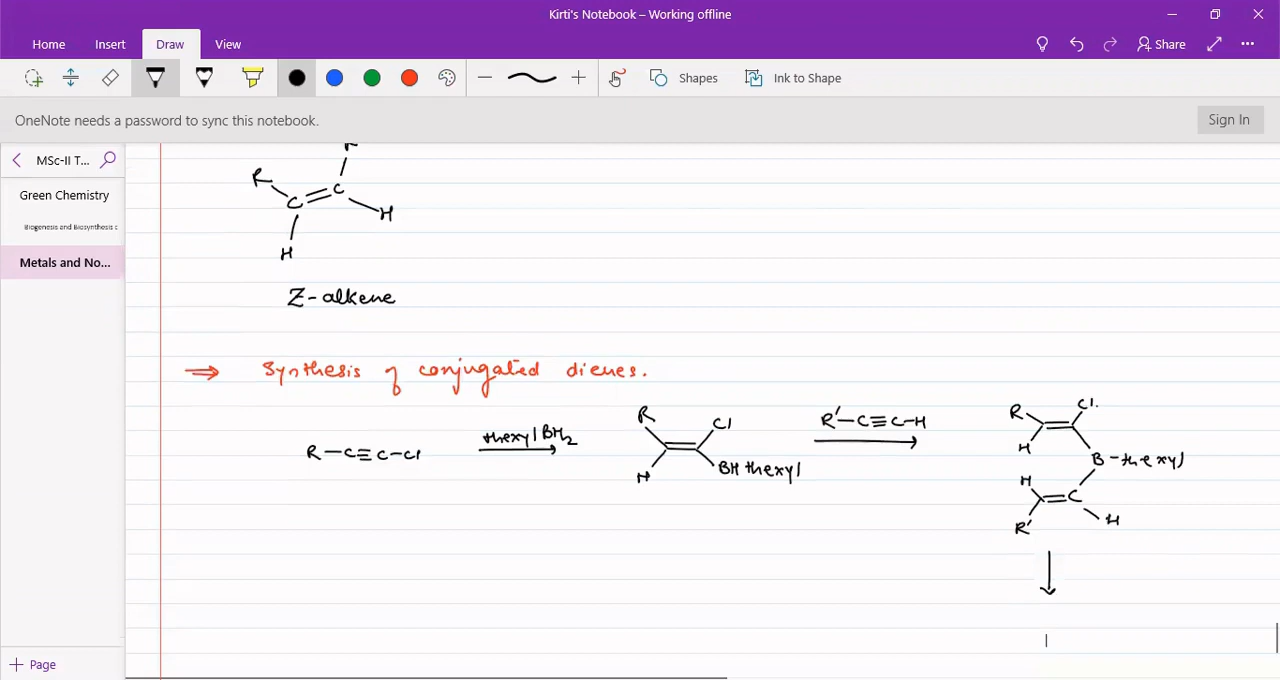 Kirti's Notebook – Working offline
Home Insert Draw View Share
Shapes Ink to Shape
OneNote needs a password to sync this notebook. Sign In
MSc-II T...
Green Chemistry
Biogenesis and Biosynthesis
Metals and No...
Page
R R
C=C
H
H
Z-alkene
⇒ Synthesis of conjugated dienes.
R–C≡C–Cl
thexylBH2
R Cl
H BH thexyl
R'–C≡C–H
R Cl
H
B–thexyl
H C
R' H